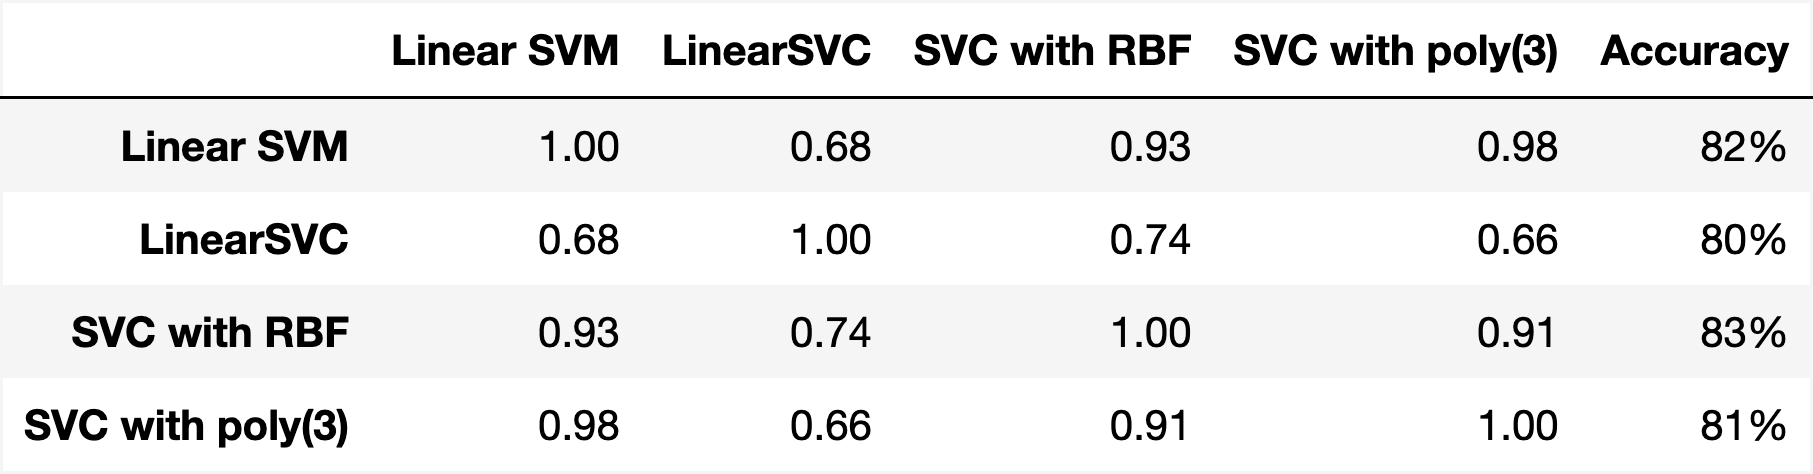 Linear SVM LinearSVC SVC with RBF SVC with poly(3) Accuracy
Linear SVM 1.00 0.68 0.93 0.98 82%
LinearSVC 0.68 1.00 0.74 0.66 80%
SVC with RBF 0.93 0.74 1.00 0.91 83%
SVC with poly(3) 0.98 0.66 0.91 1.00 81%